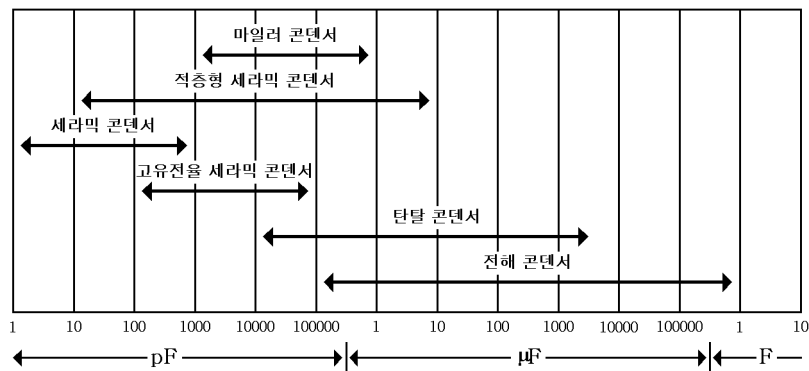 마일러 콘덴서
적층형 세라믹 콘덴서
세라믹 콘덴서
고유전율 세라믹 콘덴서
탄탈 콘덴서
전해 콘덴서
1 10 100 1000 10000 100000 1 10 100 1000 10000 100000 1 10
pF μF F